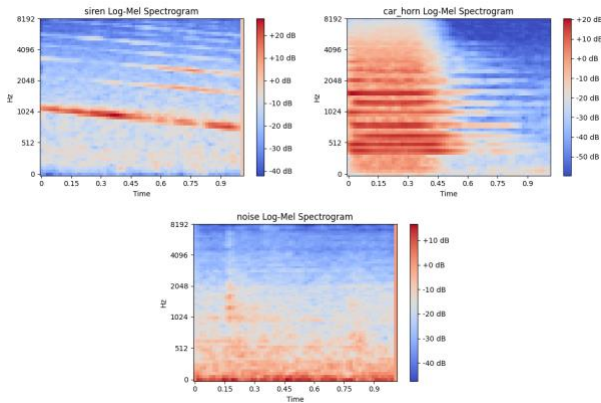 siren Log-Mel Spectrogram
8192
4096
2048
1024
512
0
Hz
0 0.15 0.3 0.45 0.6 0.75 0.9
Time
+20 dB
+10 dB
+0 dB
-10 dB
-20 dB
-30 dB
-40 dB
car_horn Log-Mel Spectrogram
8192
4096
2048
1024
512
0
Hz
0 0.15 0.3 0.45 0.6 0.75 0.9
Time
+20 dB
+10 dB
+0 dB
-10 dB
-20 dB
-30 dB
-40 dB
-50 dB
noise Log-Mel Spectrogram
8192
4096
2048
1024
512
0
Hz
0 0.15 0.3 0.45 0.6 0.75 0.9
Time
+10 dB
+0 dB
-10 dB
-20 dB
-30 dB
-40 dB